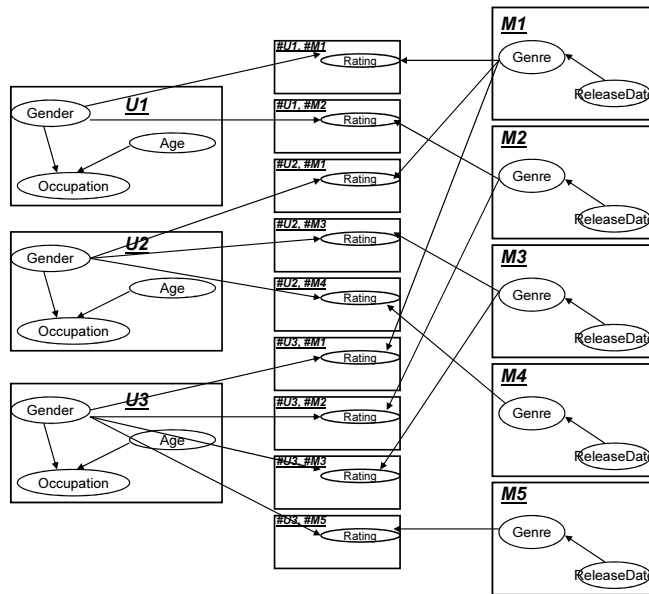 U1
Gender
Age
Occupation
U2
Gender
Age
Occupation
U3
Gender
Age
Occupation
#U1, #M1
Rating
#U1, #M2
Rating
#U2, #M1
Rating
#U2, #M3
Rating
#U2, #M4
Rating
#U3, #M1
Rating
#U3, #M2
Rating
#U3, #M3
Rating
#U3, #M5
Rating
M1
Genre
ReleaseDate
M2
Genre
ReleaseDate
M3
Genre
ReleaseDate
M4
Genre
ReleaseDate
M5
Genre
ReleaseDate